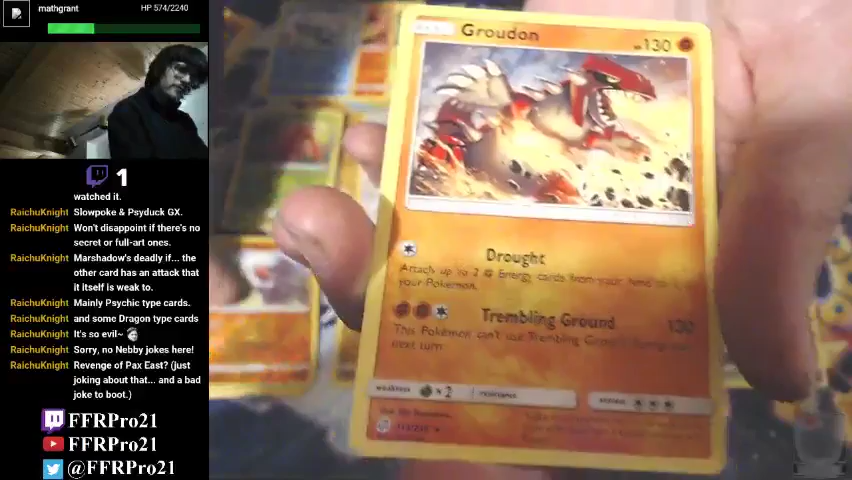 mathgrant
HP 574/2240
1
watched it.
RaichuKnight Slowpoke & Psyduck GX.
RaichuKnight Won't disappoint if there's no
secret or full-art ones.
RaichuKnight Marshadow's deadly if... the
other card has an attack that
it itself is weak to.
RaichuKnight Mainly Psychic type cards.
RaichuKnight and some Dragon type cards
RaichuKnight It's so evil~
RaichuKnight Sorry, no Nebby jokes here!
RaichuKnight Revenge of Pax East? (just
joking about that... and a bad
joke to boot.)
FFRPro21
FFRPro21
@FFRPro21
Groudon
130
Drought
Attach up to 2 Energy cards from your hand to 1
your Pokémon.
Trembling Ground 130
This Pokémon can't use Trembling Ground
next turn
weakness ×2 resistance